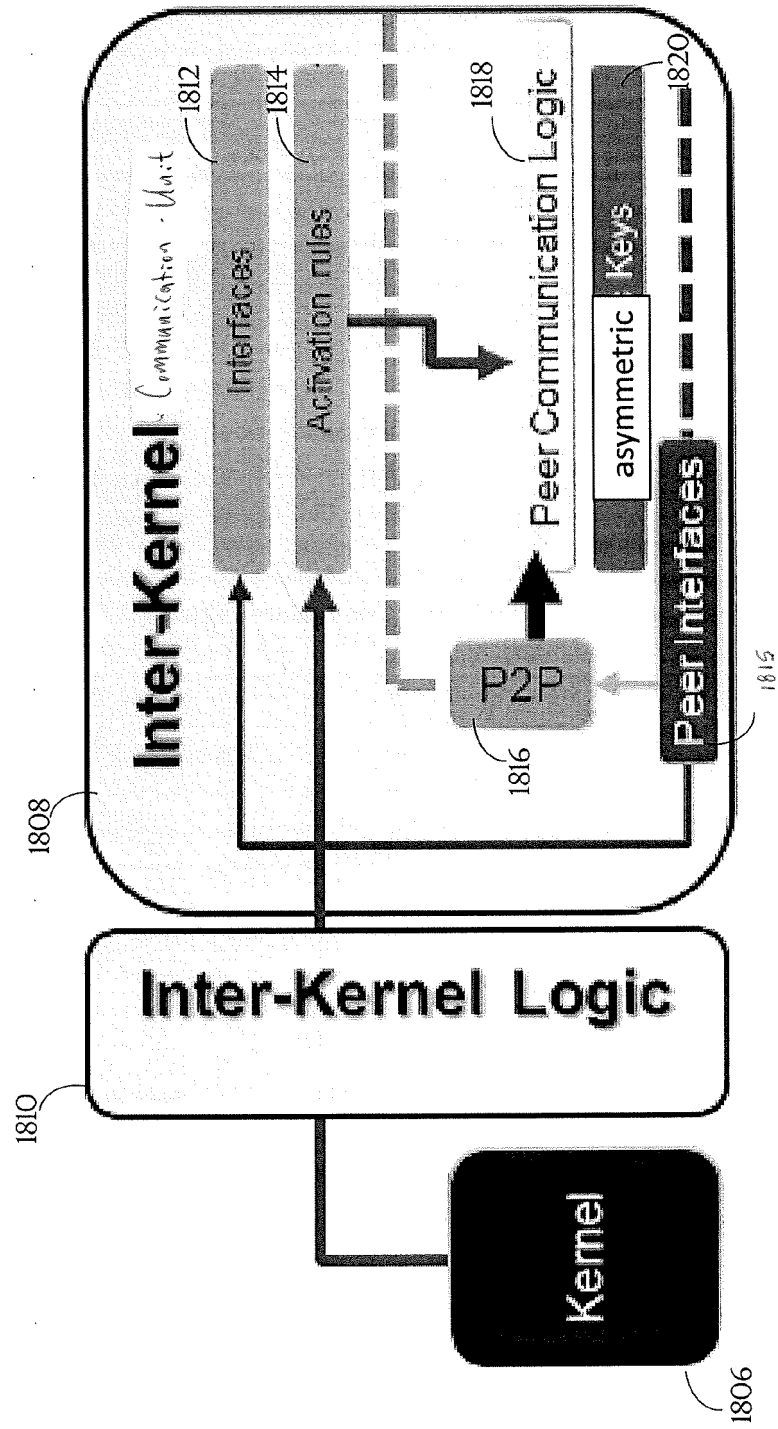 1808
Inter-Kernel Communication - Unit
1812
Interfaces
1814
Activation rules
P2P
1816
Peer Communication Logic
1818
asymmetric Keys
1820
Peer Interfaces
1815
1810
Inter-Kernel Logic
Kernel
1806